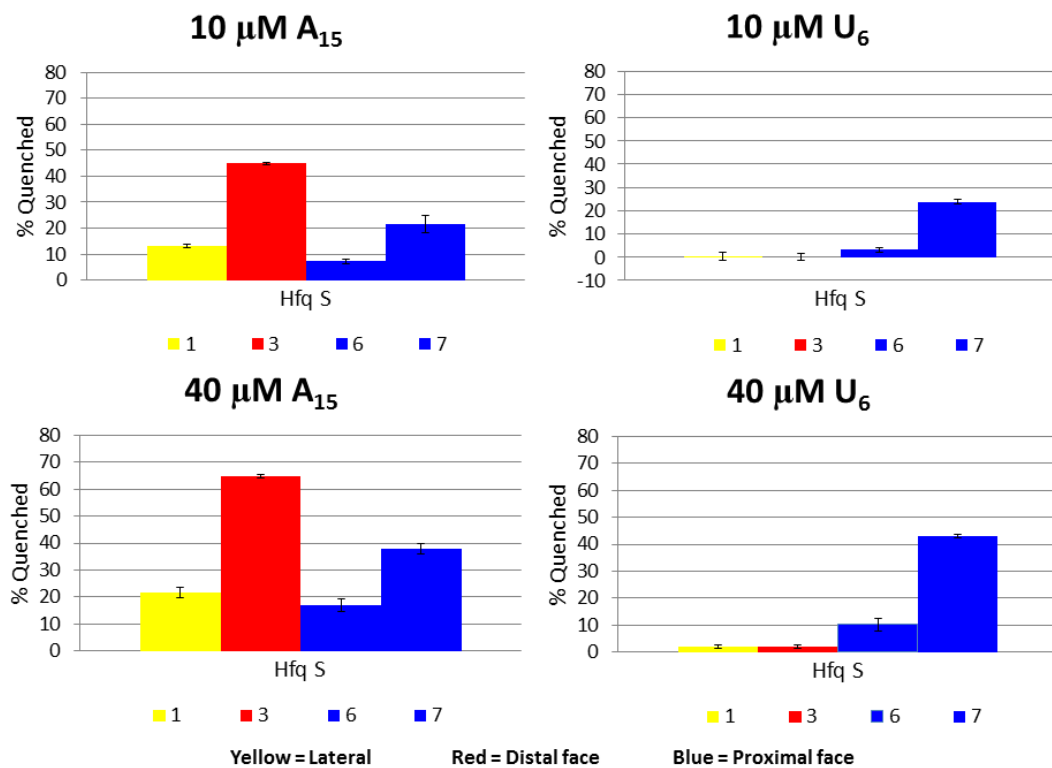 10 μM A₁₅
% Quenched
80
70
60
50
40
30
20
10
0
Hfq S
1 3 6 7
10 μM U₆
% Quenched
80
70
60
50
40
30
20
10
0
-10
Hfq S
1 3 6 7
40 μM A₁₅
% Quenched
80
70
60
50
40
30
20
10
0
Hfq S
1 3 6 7
40 μM U₆
% Quenched
80
70
60
50
40
30
20
10
0
Hfq S
1 3 6 7
Yellow = Lateral Red = Distal face Blue = Proximal face